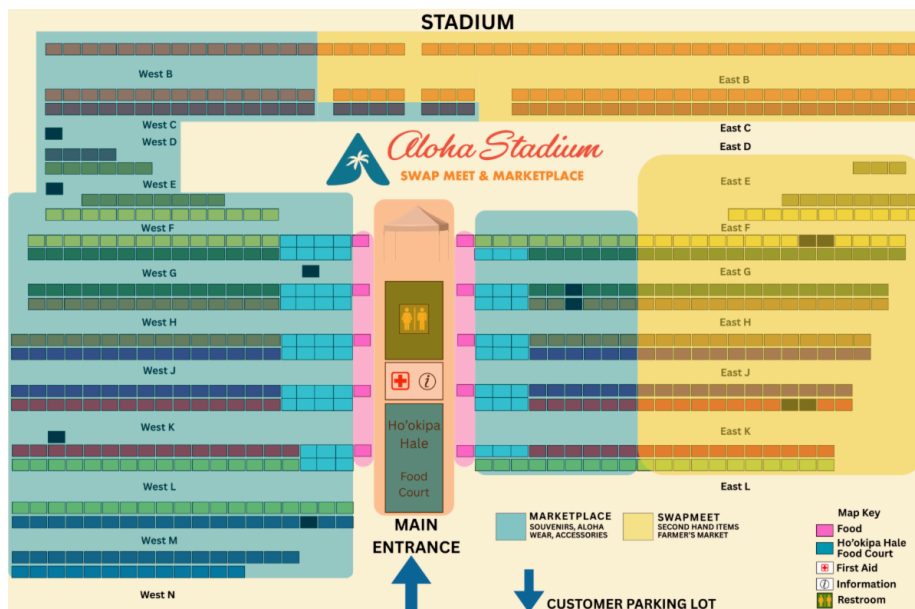 STADIUM
West B
East B
West C
East C
West D
East D
Aloha Stadium
SWAP MEET & MARKETPLACE
West E
East E
West F
East F
West G
East G
West H
East H
West J
East J
Ho'okipa
Hale
Food
Court
West K
East K
West L
East L
MAIN
ENTRANCE
MARKETPLACE
SOUVENIRS, ALOHA
WEAR, ACCESSORIES
SWAPMEET
SECOND HAND ITEMS
FARMER'S MARKET
Map Key
Food
Ho'okipa Hale
Food Court
First Aid
i Information
Restroom
West M
West N
CUSTOMER PARKING LOT